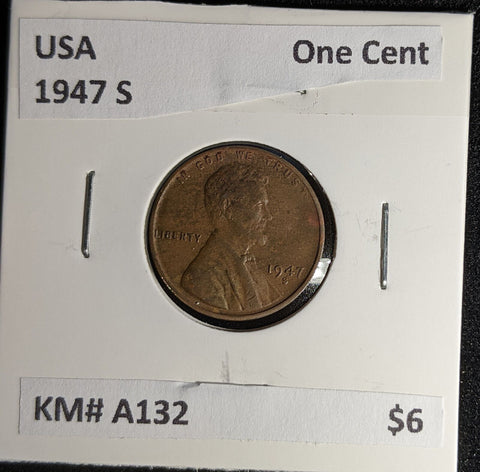 USA One Cent
1947 S
IN GOD WE TRUST
LIBERTY
1947
S
KM# A132 $6